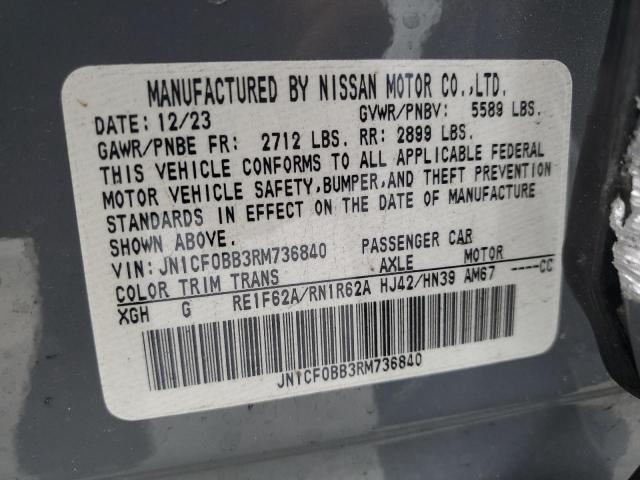 MANUFACTURED BY NISSAN MOTOR CO.,LTD.
DATE: 12/23 GVWR/PNBV: 5589 LBS.
GAWR/PNBE FR: 2712 LBS. RR: 2899 LBS.
THIS VEHICLE CONFORMS TO ALL APPLICABLE FEDERAL
MOTOR VEHICLE SAFETY, BUMPER, AND THEFT PREVENTION
STANDARDS IN EFFECT ON THE DATE OF MANUFACTURE
SHOWN ABOVE.
VIN: JN1CF0BB3RM736840 PASSENGER CAR
COLOR TRIM TRANS AXLE MOTOR
XGH G RE1F62A/RN1R62A HJ42/HN39 AM67 ----CC
JN1CF0BB3RM736840